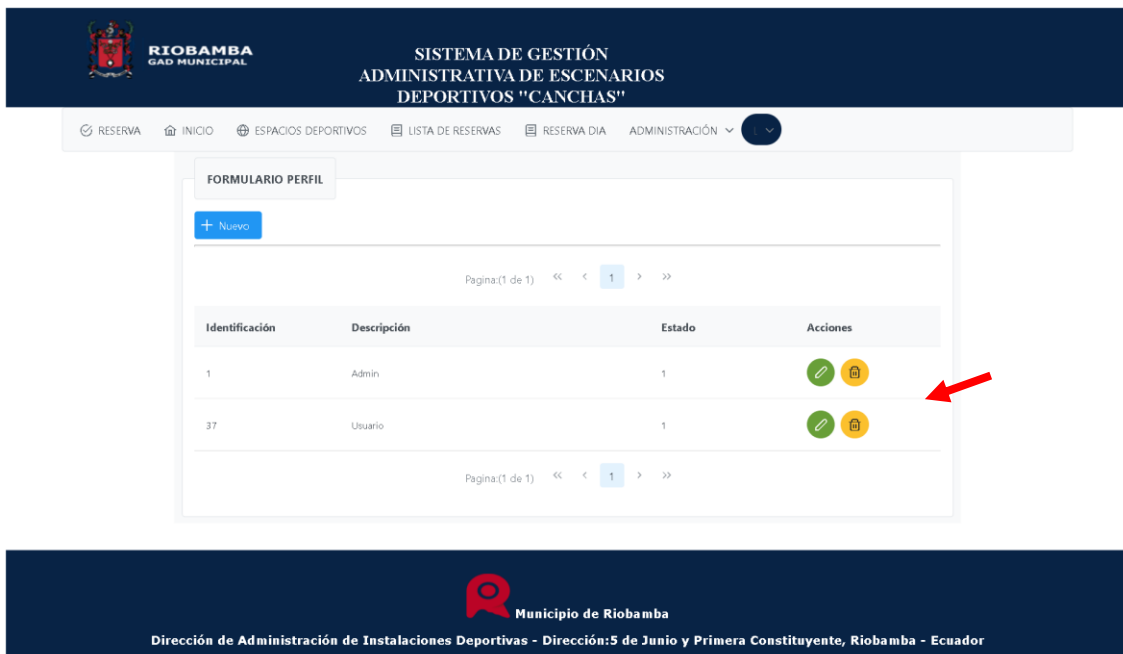 RIOBAMBA
GAD MUNICIPAL
SISTEMA DE GESTIÓN
ADMINISTRATIVA DE ESCENARIOS
DEPORTIVOS "CANCHAS"
RESERVA INICIO ESPACIOS DEPORTIVOS LISTA DE RESERVAS RESERVA DIA ADMINISTRACIÓN
FORMULARIO PERFIL
+ Nuevo
Pagina:(1 de 1) << < 1 > >>
Identificación Descripción Estado Acciones
1 Admin 1
37 Usuario 1
Pagina:(1 de 1) << < 1 > >>
Municipio de Riobamba
Dirección de Administración de Instalaciones Deportivas - Dirección:5 de Junio y Primera Constituyente, Riobamba - Ecuador